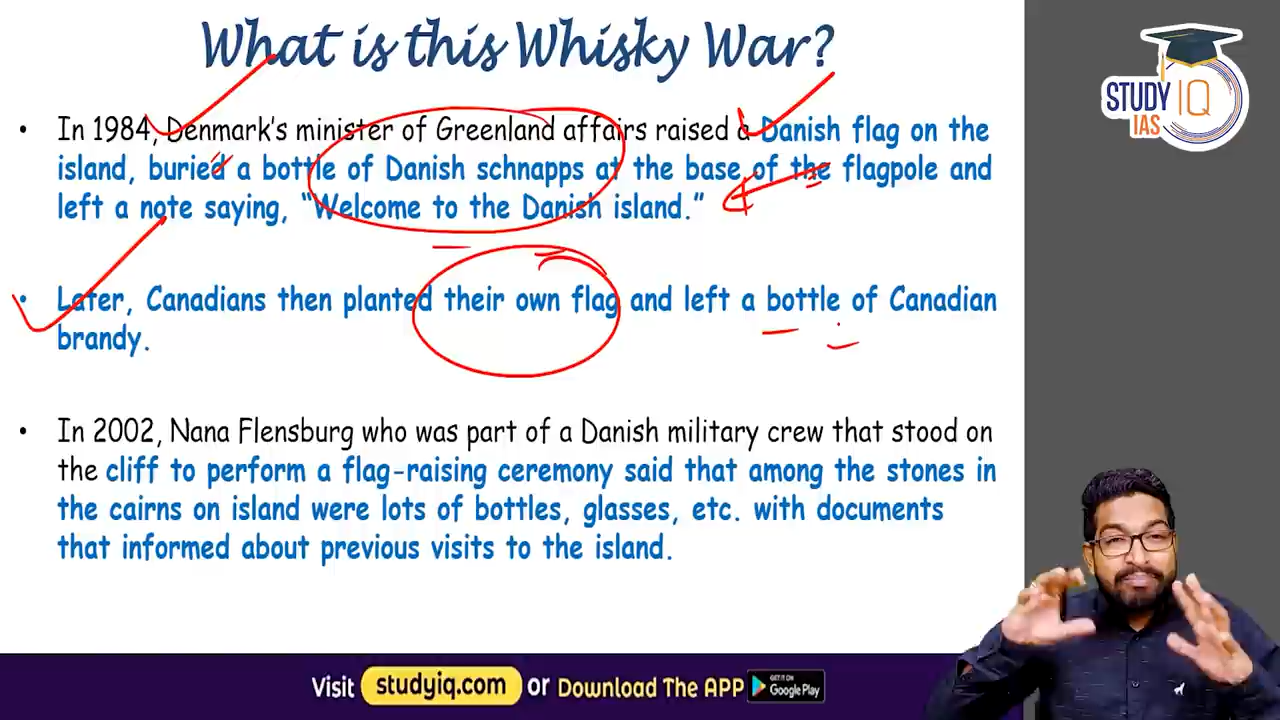 What is this Whisky War?
• In 1984, Denmark's minister of Greenland affairs raised a Danish flag on the
island, buried a bottle of Danish schnapps at the base of the flagpole and
left a note saying, “Welcome to the Danish island.”
• Later, Canadians then planted their own flag and left a bottle of Canadian
brandy.
• In 2002, Nana Flensburg who was part of a Danish military crew that stood on
the cliff to perform a flag-raising ceremony said that among the stones in
the cairns on island were lots of bottles, glasses, etc. with documents
that informed about previous visits to the island.
STUDY IQ
IAS
Visit studyiq.com or Download The APP GET IT ON Google Play